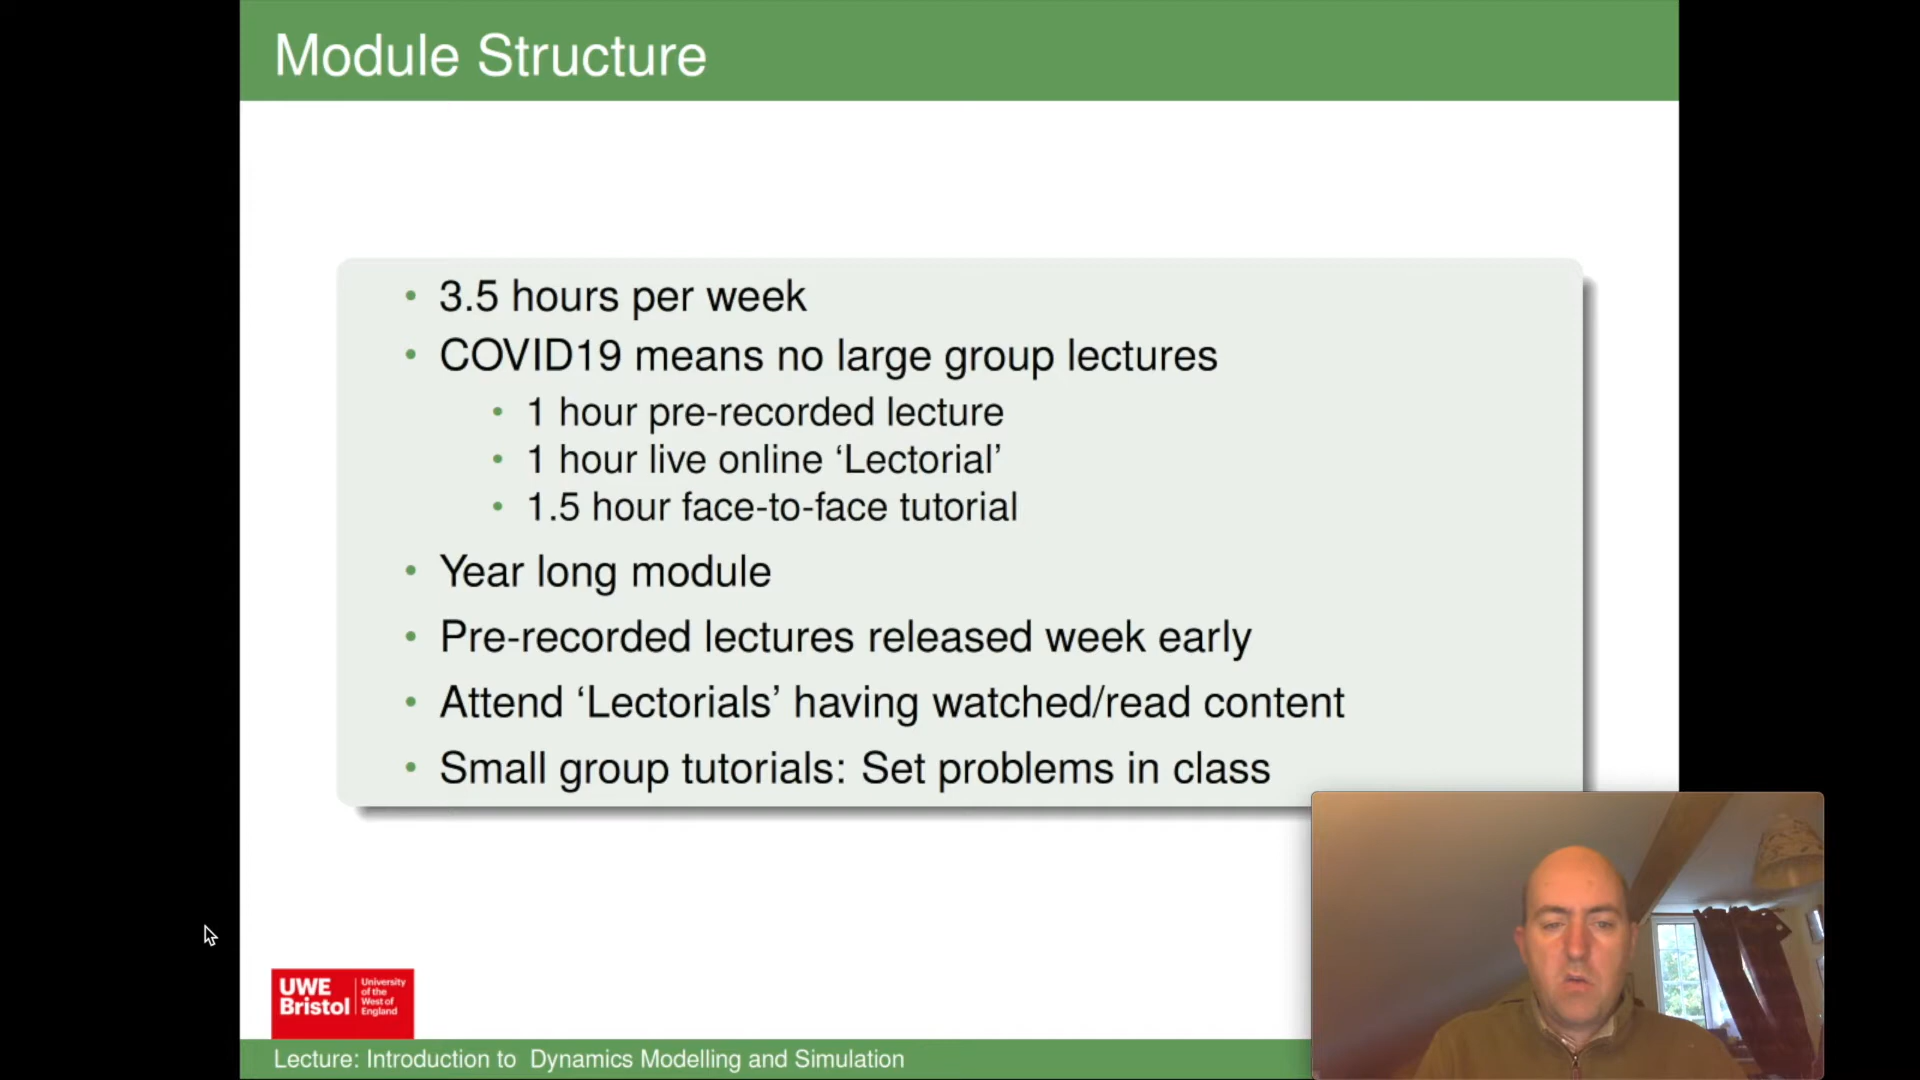 Module Structure
• 3.5 hours per week
• COVID19 means no large group lectures
• 1 hour pre-recorded lecture
• 1 hour live online ‘Lectorial’
• 1.5 hour face-to-face tutorial
• Year long module
• Pre-recorded lectures released week early
• Attend ‘Lectorials’ having watched/read content
• Small group tutorials: Set problems in class
UWE
Bristol
University
of the
West of
England
Lecture: Introduction to Dynamics Modelling and Simulation